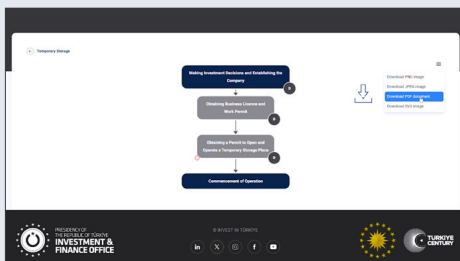 Temporary Storage
Making Investment Decisions and Establishing the
Company
Obtaining Business Licence and
Work Permit
Obtaining a Permit to Open and
Operate a Temporary Storage Place
Commencement of Operation
Download PNG image
Download JPEG image
Download PDF document
Download SVG image
PRESIDENCY OF
THE REPUBLIC OF TÜRKİYE
INVESTMENT &
FINANCE OFFICE
© INVEST IN TÜRKİYE
TÜRKİYE
CENTURY